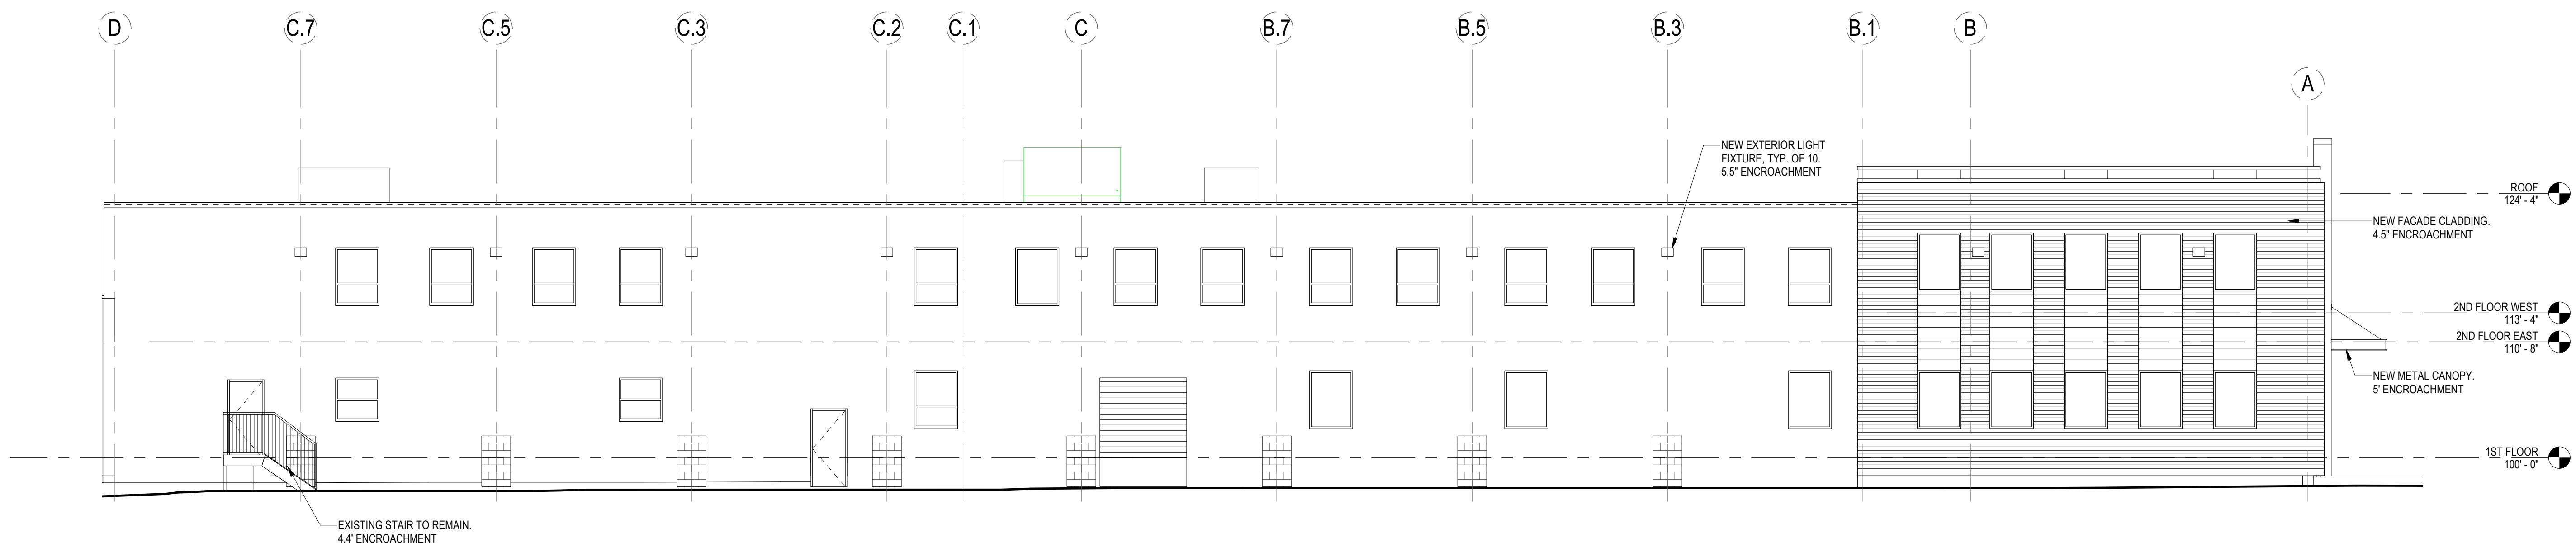 D
C.7
C.5
C.3
C.2
C.1
C
B.7
B.5
B.3
B.1
B
A
NEW EXTERIOR LIGHT
FIXTURE, TYP. OF 10.
5.5" ENCROACHMENT
ROOF
124' - 4"
NEW FACADE CLADDING.
4.5" ENCROACHMENT
2ND FLOOR WEST
113' - 4"
2ND FLOOR EAST
110' - 8"
NEW METAL CANOPY.
5' ENCROACHMENT
1ST FLOOR
100' - 0"
EXISTING STAIR TO REMAIN.
4.4' ENCROACHMENT